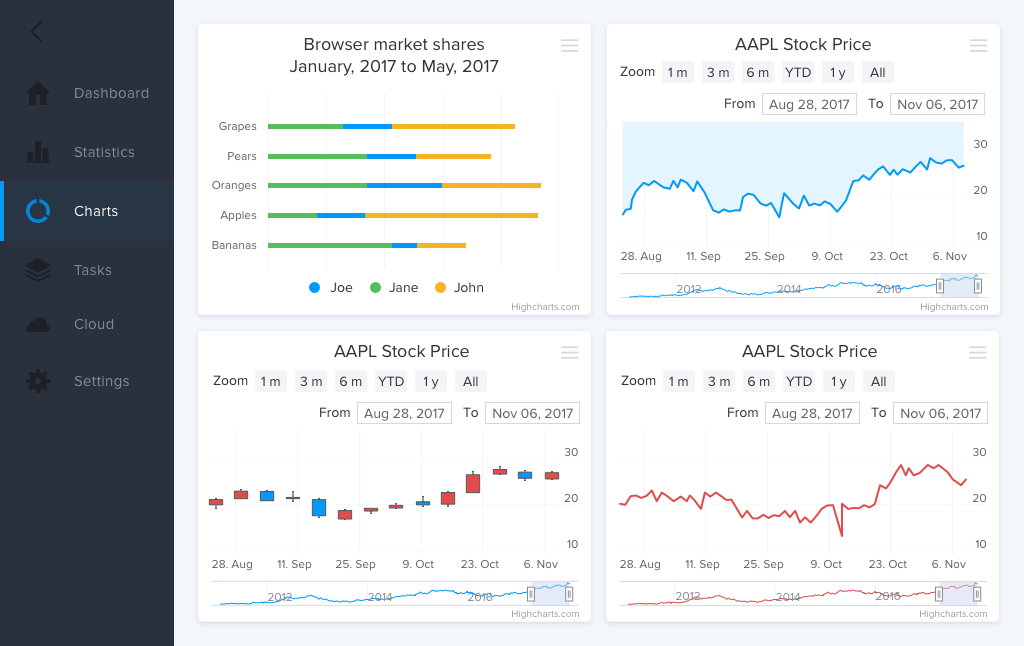 Dashboard
Statistics
Charts
Tasks
Cloud
Settings
Browser market shares
January, 2017 to May, 2017
Grapes
Pears
Oranges
Apples
Bananas
Joe Jane John
Highcharts.com
AAPL Stock Price
Zoom 1 m 3 m 6 m YTD 1 y All
From Aug 28, 2017 To Nov 06, 2017
30
20
10
28. Aug 11. Sep 25. Sep 9. Oct 23. Oct 6. Nov
2012 2014 2016
Highcharts.com
AAPL Stock Price
Zoom 1 m 3 m 6 m YTD 1 y All
From Aug 28, 2017 To Nov 06, 2017
30
20
10
28. Aug 11. Sep 25. Sep 9. Oct 23. Oct 6. Nov
2012 2014 2016
Highcharts.com
AAPL Stock Price
Zoom 1 m 3 m 6 m YTD 1 y All
From Aug 28, 2017 To Nov 06, 2017
30
20
10
28. Aug 11. Sep 25. Sep 9. Oct 23. Oct 6. Nov
2012 2014 2016
Highcharts.com